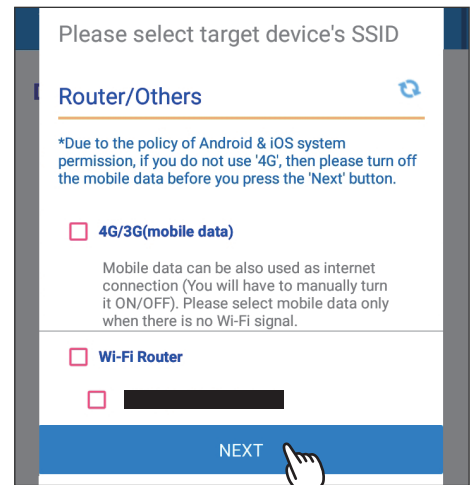 Please select target device's SSID
Router/Others
*Due to the policy of Android & iOS system
permission, if you do not use '4G', then please turn off
the mobile data before you press the 'Next' button.
4G/3G(mobile data)
Mobile data can be also used as internet
connection (You will have to manually turn
it ON/OFF). Please select mobile data only
when there is no Wi-Fi signal.
Wi-Fi Router
NEXT